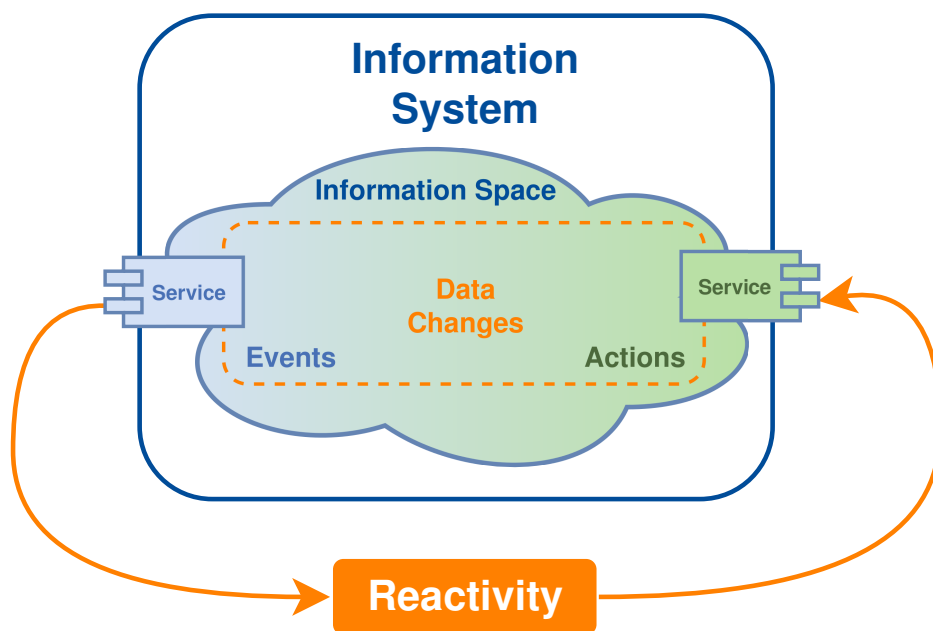 Information
System
Information Space
Service
Service
Data
Changes
Events
Actions
Reactivity